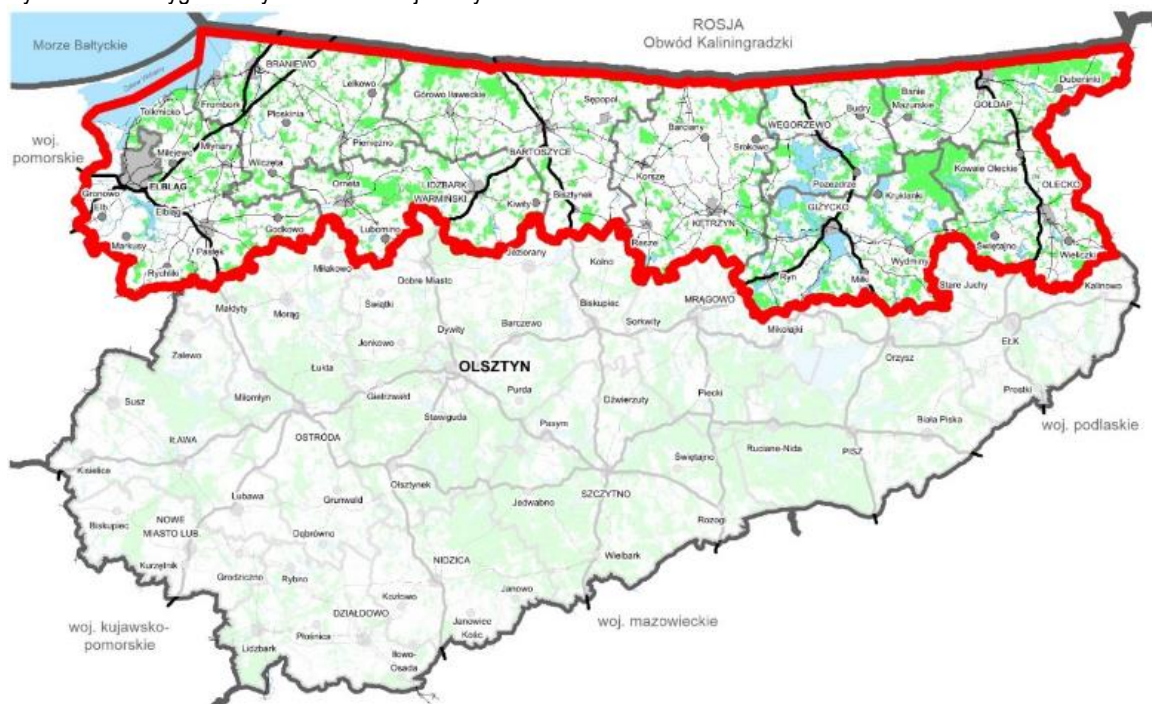 ROSJA
Obwód Kaliningradzki
Morze Bałtyckie
woj.
pomorskie
BRANIEWO
Lelkowo
Górowo Iławeckie
Sępopol
Barciany
WĘGORZEWO
Budry
Banie
Mazurskie
GOŁDAP
Dubeninki
Tolkmicko
Frombork
Płoskinia
Pieniężno
Srokowo
Milejewo
Młynary
Wilczęta
BARTOSZYCE
Korsze
Pozezdrze
Kruklanki
Kowale Oleckie
OLECKO
ELBLĄG
Gronowo
Elb.
Elbląg
Orneta
LIDZBARK
WARMIŃSKI
Kiwity
Bisztynek
KĘTRZYN
GIŻYCKO
Markusy
Pasłęk
Godkowo
Lubomino
Reszel
Wydminy
Świętajno
Wieliczki
Rychliki
Ryn
Miłki
Stare Juchy
Kalinowo
Miłakowo
Jeziorany
Kolno
Dobre Miasto
Małdyty
Morąg
Świątki
Biskupiec
MRĄGOWO
Mikołajki
Zalewo
Jonkowo
Dywity
Barczewo
Sorkwity
Orzysz
EŁK
Łukta
OLSZTYN
Susz
Miłomłyn
Gietrzwałd
Purda
Dźwierzuty
Piecki
Prostki
Stawiguda
Pasym
Biała Piska
IŁAWA
OSTRÓDA
Świętajno
Ruciane-Nida
PISZ
woj. podlaskie
Kisielice
Olsztynek
SZCZYTNO
Lubawa
Grunwald
Jedwabno
Rozogi
Biskupiec
NOWE
MIASTO LUB.
Dąbrówno
NIDZICA
Wielbark
Kurzętnik
Grodziczno
Rybno
Kozłowo
Janowo
DZIAŁDOWO
Janowiec
Kośc.
Płośnica
Lidzbark
Iłowo-
Osada
woj. kujawsko-
pomorskie
woj. mazowieckie